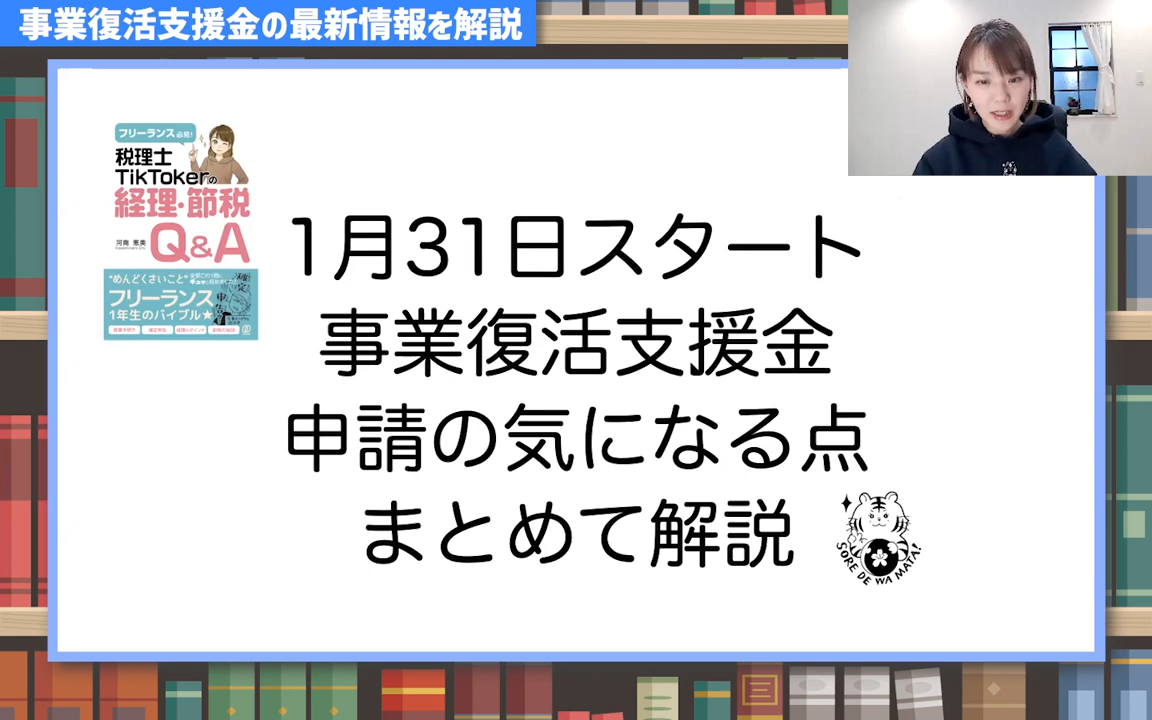 事業復活支援金の最新情報を解説
フリーランス必見!
税理士
TikTokerの
経理・節税
Q&A
河南 恵美
"めんどくさいこと"
フリーランス
1年生のバイブル★
1月31日スタート
事業復活支援金
申請の気になる点
まとめて解説
SORE DE WA MATA!